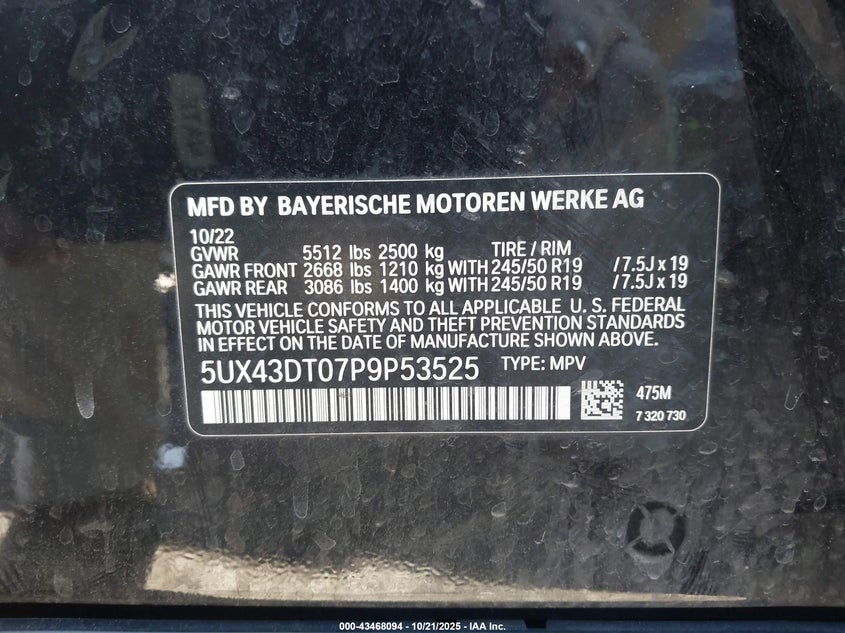 MFD BY BAYERISCHE MOTOREN WERKE AG
10/22
GVWR 5512 lbs 2500 kg TIRE / RIM
GAWR FRONT 2668 lbs 1210 kg WITH 245/50 R19 / 7.5J x 19
GAWR REAR 3086 lbs 1400 kg WITH 245/50 R19 / 7.5J x 19
THIS VEHICLE CONFORMS TO ALL APPLICABLE U. S. FEDERAL
MOTOR VEHICLE SAFETY AND THEFT PREVENTION STANDARDS
IN EFFECT ON THE DATE OF MANUFACTURE SHOWN ABOVE.
5UX43DT07P9P53525 TYPE: MPV
475M
7 320 730
000-43468094 - 10/21/2025 - IAA Inc.